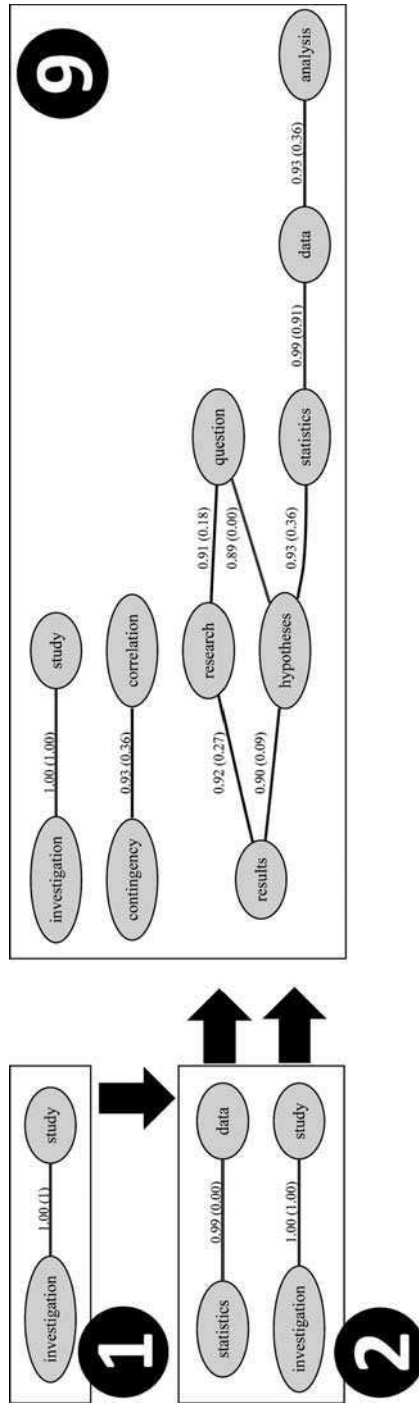 investigation
1.00 (1)
study
1
statistics
0.99 (0.00)
data
investigation
1.00 (1.00)
study
2
investigation
1.00 (1.00)
study
9
contingency
0.93 (0.36)
correlation
results
0.92 (0.27)
research
0.91 (0.18)
question
0.90 (0.09)
hypotheses
0.89 (0.00)
0.93 (0.36)
statistics
0.99 (0.91)
data
0.93 (0.36)
analysis